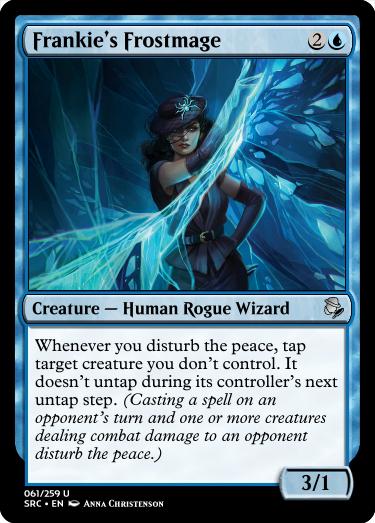 Frankie's Frostmage 2
Creature — Human Rogue Wizard
Whenever you disturb the peace, tap
target creature you don't control. It
doesn't untap during its controller's next
untap step. (Casting a spell on an
opponent's turn and one or more creatures
dealing combat damage to an opponent
disturb the peace.)
3/1
061/259 U
SRC • EN Anna Christenson